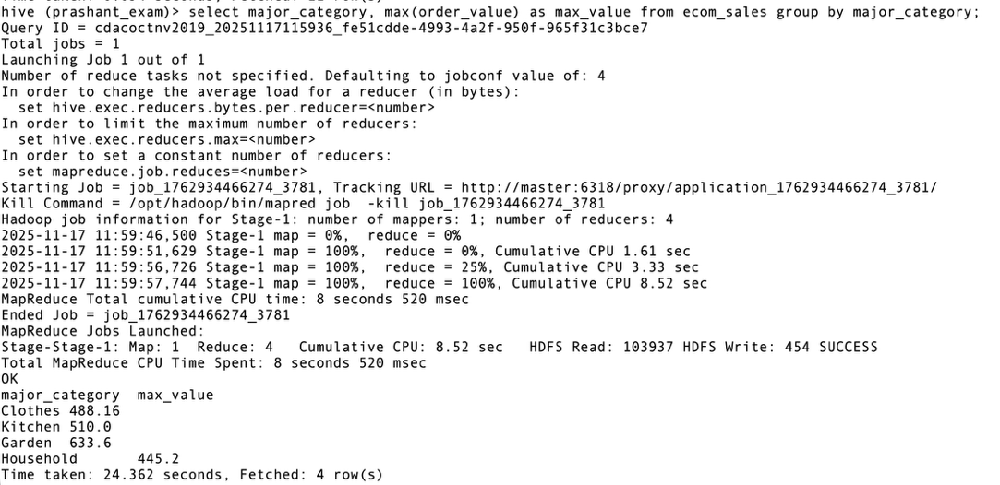 hive (prashant_exam)> select major_category, max(order_value) as max_value from ecom_sales group by major_category;
Query ID = cdacoctnv2019_20251117115936_fe51cdde-4993-4a2f-950f-965f31c3bce7
Total jobs = 1
Launching Job 1 out of 1
Number of reduce tasks not specified. Defaulting to jobconf value of: 4
In order to change the average load for a reducer (in bytes):
  set hive.exec.reducers.bytes.per.reducer=<number>
In order to limit the maximum number of reducers:
  set hive.exec.reducers.max=<number>
In order to set a constant number of reducers:
  set mapreduce.job.reduces=<number>
Starting Job = job_1762934466274_3781, Tracking URL = http://master:6318/proxy/application_1762934466274_3781/
Kill Command = /opt/hadoop/bin/mapred job  -kill job_1762934466274_3781
Hadoop job information for Stage-1: number of mappers: 1; number of reducers: 4
2025-11-17 11:59:46,500 Stage-1 map = 0%,  reduce = 0%
2025-11-17 11:59:51,629 Stage-1 map = 100%,  reduce = 0%, Cumulative CPU 1.61 sec
2025-11-17 11:59:56,726 Stage-1 map = 100%,  reduce = 25%, Cumulative CPU 3.33 sec
2025-11-17 11:59:57,744 Stage-1 map = 100%,  reduce = 100%, Cumulative CPU 8.52 sec
MapReduce Total cumulative CPU time: 8 seconds 520 msec
Ended Job = job_1762934466274_3781
MapReduce Jobs Launched:
Stage-Stage-1: Map: 1  Reduce: 4   Cumulative CPU: 8.52 sec   HDFS Read: 103937 HDFS Write: 454 SUCCESS
Total MapReduce CPU Time Spent: 8 seconds 520 msec
OK
major_category  max_value
Clothes 488.16
Kitchen 510.0
Garden  633.6
Household       445.2
Time taken: 24.362 seconds, Fetched: 4 row(s)